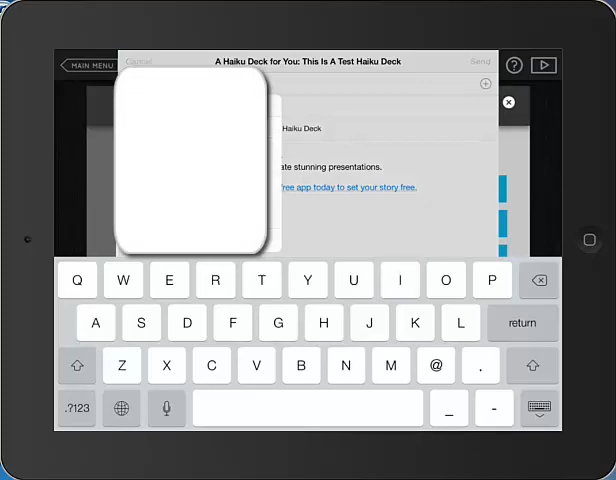 MAIN MENU
Cancel
A Haiku Deck for You: This Is A Test Haiku Deck
Send
Haiku Deck
ate stunning presentations.
free app today to set your story free.
Q W E R T Y U I O P
A S D F G H J K L return
Z X C V B N M @ .
.?123 _ -